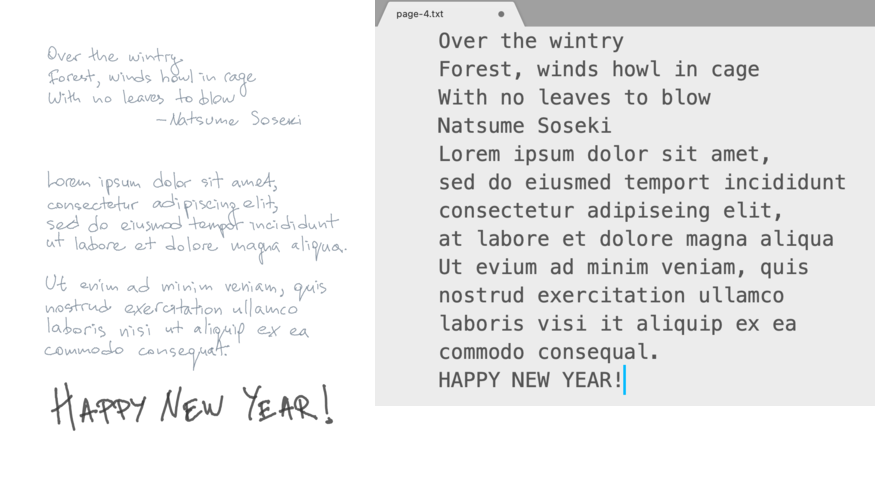 Over the wintry
Forest, winds howl in rage
With no leaves to blow
—Natsume Soseki
Lorem ipsum dolor sit amet,
consectetur adipiscing elit,
sed do eiusmod tempor incididunt
ut labore et dolore magna aliqua.
Ut enim ad minim veniam, quis
nostrud exercitation ullamco
laboris nisi ut aliquip ex ea
commodo consequat.
HAPPY NEW YEAR!
page-4.txt
Over the wintry
Forest, winds howl in cage
With no leaves to blow
Natsume Soseki
Lorem ipsum dolor sit amet,
sed do eiusmed temport incididunt
consectetur adipiseing elit,
at labore et dolore magna aliqua
Ut evium ad minim veniam, quis
nostrud exercitation ullamco
laboris visi it aliquip ex ea
commodo consequal.
HAPPY NEW YEAR!